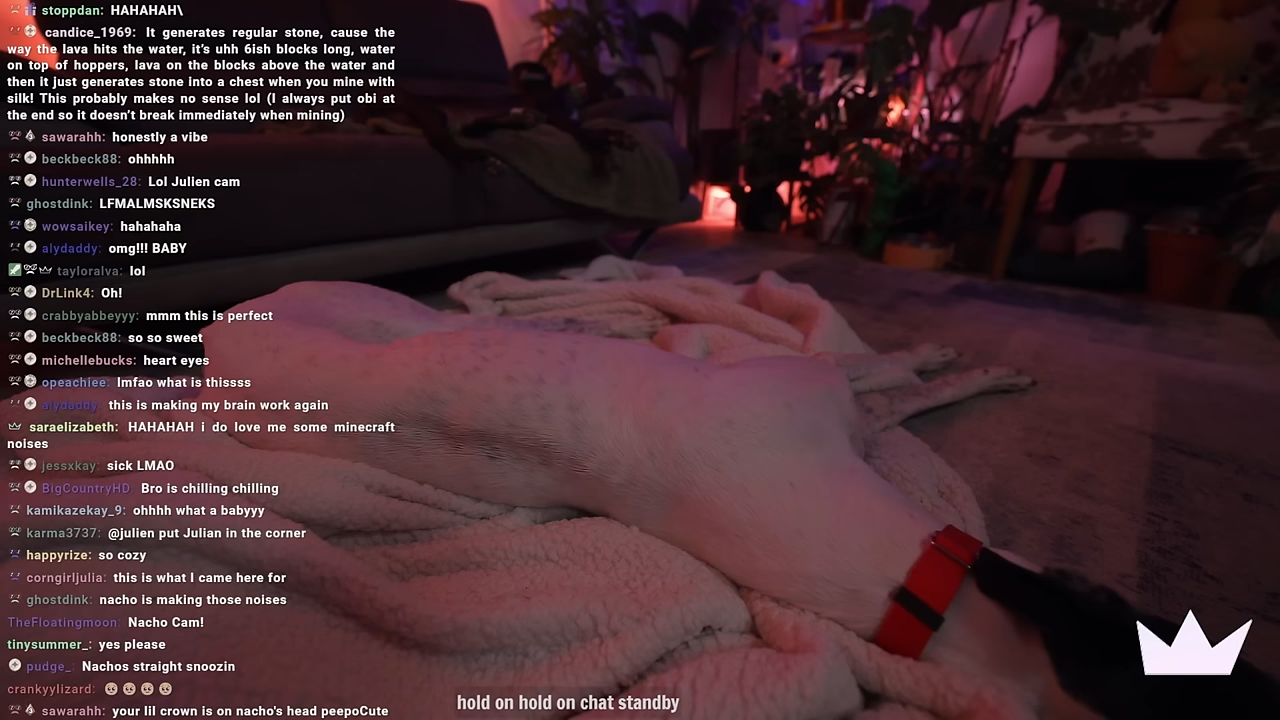 stoppdan: HAHAHAH\
candice_1969: It generates regular stone, cause the
way the lava hits the water, it's uhh 6ish blocks long, water
on top of hoppers, lava on the blocks above the water and
then it just generates stone into a chest when you mine with
silk! This probably makes no sense lol (I always put obi at
the end so it doesn't break immediately when mining)
sawarahh: honestly a vibe
beckbeck88: ohhhhh
hunterwells_28: Lol Julien cam
ghostdink: LFMALMSKSNEKS
wowsaikey: hahahaha
alydaddy: omg!!! BABY
tayloralva: lol
DrLink4: Oh!
crabbyabbeyyy: mmm this is perfect
beckbeck88: so so sweet
michellebucks: heart eyes
opeachiee: lmfao what is thissss
alydaddy: this is making my brain work again
saraelizabeth: HAHAHAH i do love me some minecraft
noises
jessxkay: sick LMAO
BigCountryHD: Bro is chilling chilling
kamikazekay_9: ohhhh what a babyyy
karma3737: @julien put Julian in the corner
happyrize: so cozy
corngirljulia: this is what I came here for
ghostdink: nacho is making those noises
TheFloatingmoon: Nacho Cam!
tinysummer_: yes please
pudge_: Nachos straight snoozin
crankyylizard:
sawarahh: your lil crown is on nacho's head peepoCute
hold on hold on chat standby